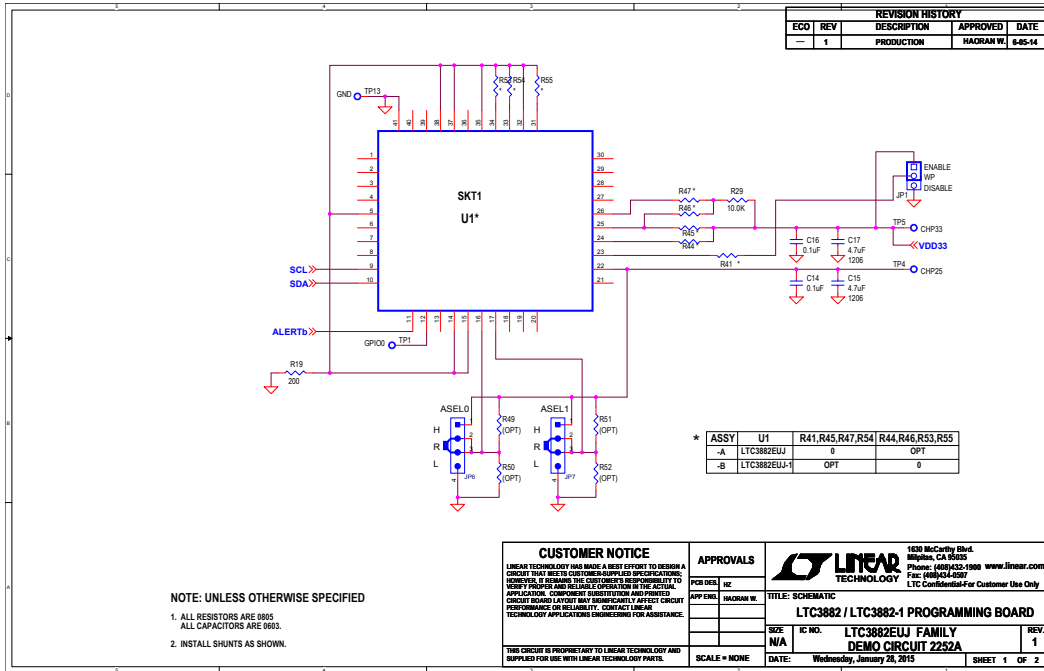 REVISION HISTORY
ECO REV DESCRIPTION APPROVED DATE
— 1 PRODUCTION HAORAN W. 6-05-14
R53 R54 R55
* * *
GND TP13
41 40 39 38 37 36 35 34 33 32 31
1 30
2 29
3 28
4 27
5 26
6 25
7 24
8 23
9 22
10 21
SKT1
U1*
11 12 13 14 15 16 17 18 19 20
SCL
SDA
ALERTb
GPIO0 TP1
R19
200
R47 *
R46 *
R45 *
R44 *
R29
10.0K
R41 *
ENABLE
WP
DISABLE
JP1
TP5 CHP33
VDD33
TP4 CHP25
C16
0.1uF
C17
4.7uF
1206
C14
0.1uF
C15
4.7uF
1206
ASEL0
H
R
L
1
2
3
4
JP6
R49
(OPT)
R50
(OPT)
ASEL1
H
R
L
1
2
3
4
JP7
R51
(OPT)
R52
(OPT)
* ASSY U1 R41,R45,R47,R54 R44,R46,R53,R55
-A LTC3882EUJ 0 OPT
-B LTC3882EUJ-1 OPT 0
NOTE: UNLESS OTHERWISE SPECIFIED
1. ALL RESISTORS ARE 0805
ALL CAPACITORS ARE 0603.
2. INSTALL SHUNTS AS SHOWN.
CUSTOMER NOTICE
LINEAR TECHNOLOGY HAS MADE A BEST EFFORT TO DESIGN A
CIRCUIT THAT MEETS CUSTOMER-SUPPLIED SPECIFICATIONS;
HOWEVER, IT REMAINS THE CUSTOMER'S RESPONSIBILITY TO
VERIFY PROPER AND RELIABLE OPERATION IN THE ACTUAL
APPLICATION. COMPONENT SUBSTITUTION AND PRINTED
CIRCUIT BOARD LAYOUT MAY SIGNIFICANTLY AFFECT CIRCUIT
PERFORMANCE OR RELIABILITY. CONTACT LINEAR
TECHNOLOGY APPLICATIONS ENGINEERING FOR ASSISTANCE.
THIS CIRCUIT IS PROPRIETARY TO LINEAR TECHNOLOGY AND
SUPPLIED FOR USE WITH LINEAR TECHNOLOGY PARTS.
APPROVALS
PCB DES. HZ
APP ENG. HAORAN W.
SCALE = NONE
LINEAR
TECHNOLOGY
1630 McCarthy Blvd.
Milpitas, CA 95035
Phone: (408)432-1900 www.linear.com
Fax: (408)434-0507
LTC Confidential-For Customer Use Only
TITLE: SCHEMATIC
LTC3882 / LTC3882-1 PROGRAMMING BOARD
SIZE
N/A
IC NO.
LTC3882EUJ FAMILY
DEMO CIRCUIT 2252A
REV.
1
DATE: Wednesday, January 28, 2015 SHEET 1 OF 2